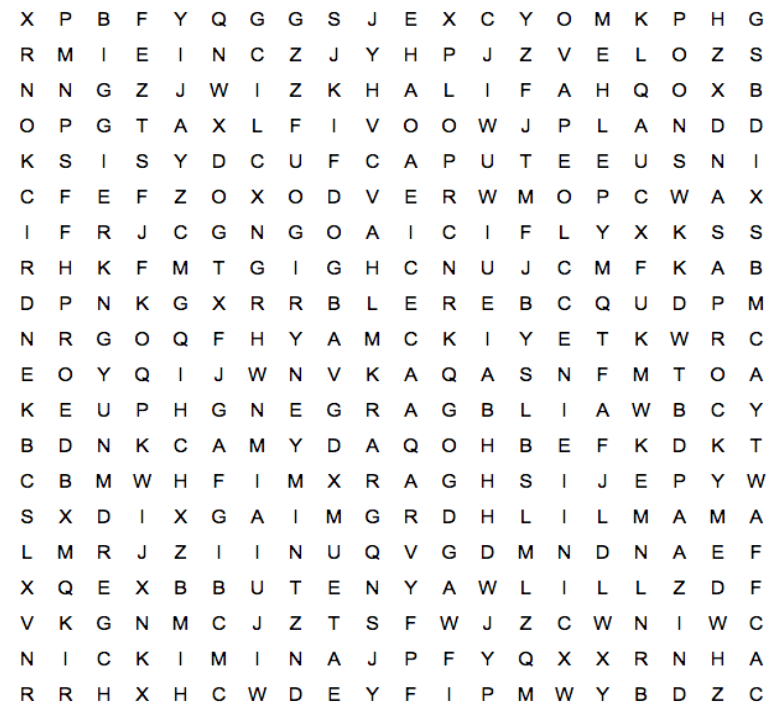 X P B F Y Q G G S J E X C Y O M K P H G
R M I E I N C Z J Y H P J Z V E L O Z S
N N G Z J W I Z K H A L I F A H Q O X B
O P G T A X L F I V O O W J P L A N D D
K S I S Y D C U F C A P U T E E U S N I
C F E F Z O X O D V E R W M O P C W A X
I F R J C G N G O A I C I F L Y X K S S
R H K F M T G I G H C N U J C M F K A B
D P N K G X R R B L E R E B C Q U D P M
N R G O Q F H Y A M C K I Y E T K W R C
E O Y Q I J W N V K A Q A S N F M T O A
K E U P H G N E G R A G B L I A W B C Y
B D N K C A M Y D A Q O H B E F K D K T
C B M W H F I M X R A G H S I J E P Y W
S X D I X G A I M G R D H L I L M A M A
L M R J Z I I N U Q V G D M N D N A E F
X Q E X B B U T E N Y A W L I L L Z D F
V K G N M C J Z T S F W J Z C W N I W C
N I C K I M I N A J P F Y Q X X R N H A
R R H X H C W D E Y F I P M W Y B D Z C